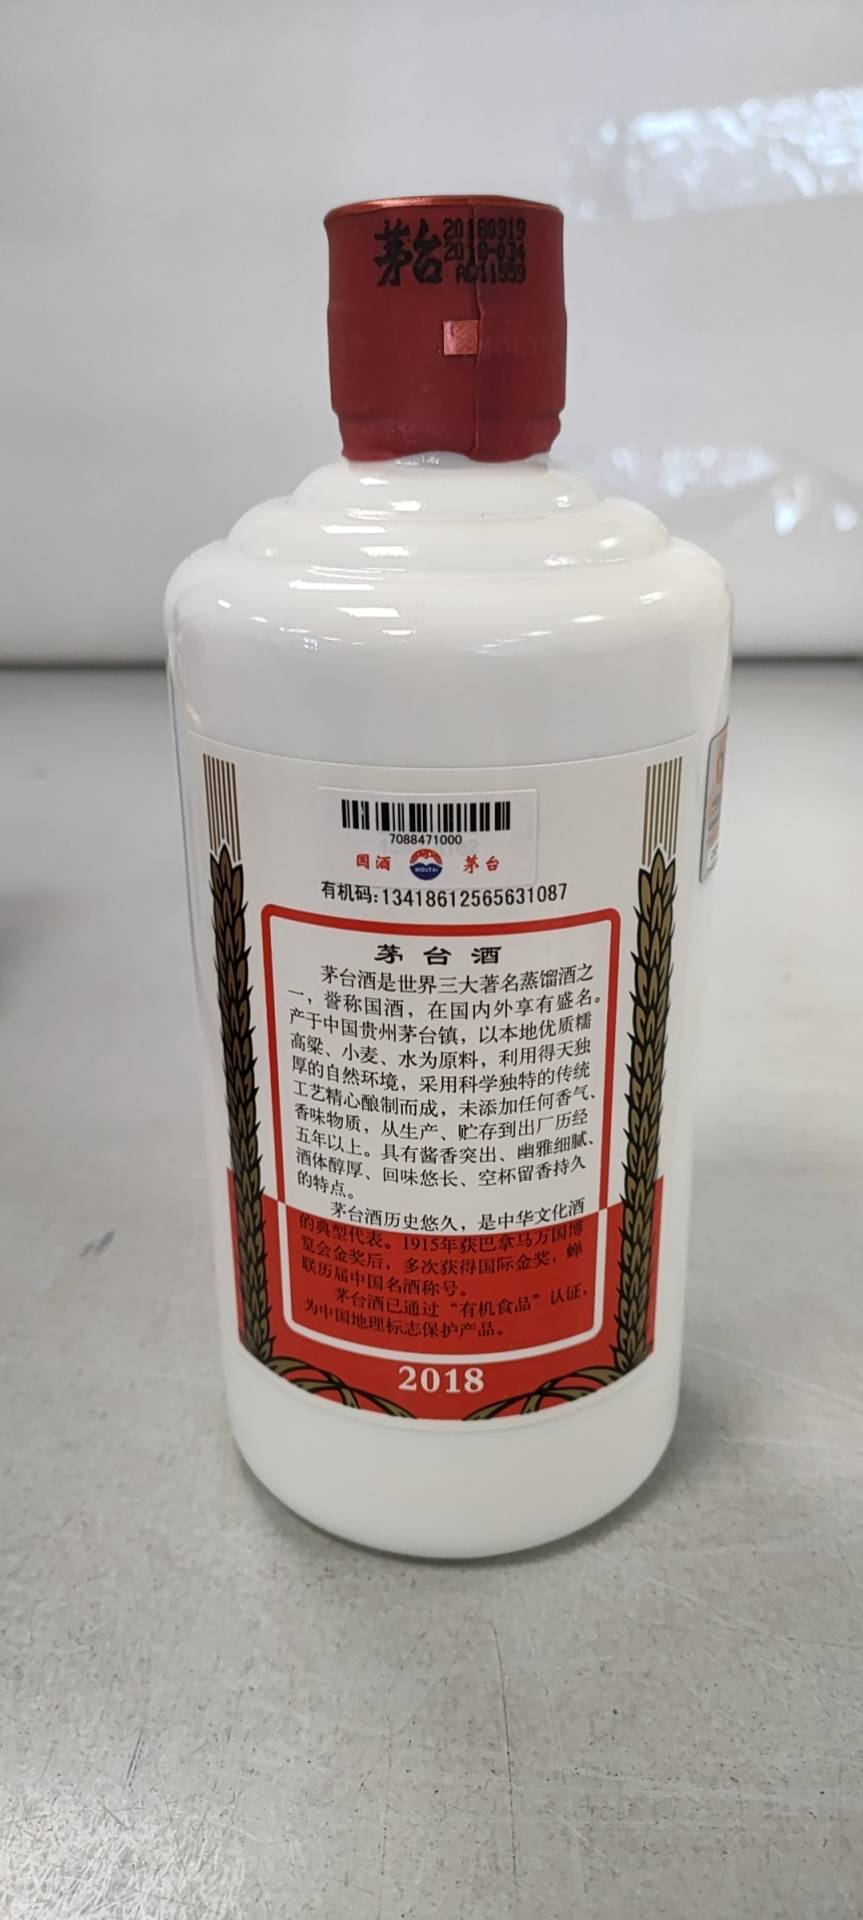 茅台
20180919
2018-034
AD11559
7088471000
国酒 MOUTAI 茅台
有机码:13418612565631087
茅台酒
茅台酒是世界三大著名蒸馏酒之
一，誉称国酒，在国内外享有盛名。
产于中国贵州茅台镇，以本地优质糯
高粱、小麦、水为原料，利用得天独
厚的自然环境，采用科学独特的传统
工艺精心酿制而成，未添加任何香气、
香味物质，从生产、贮存到出厂历经
五年以上。具有酱香突出、幽雅细腻、
酒体醇厚、回味悠长、空杯留香持久
的特点。
茅台酒历史悠久，是中华文化酒
的典型代表。1915年获巴拿马万国博
览会金奖后，多次获得国际金奖，蝉
联历届中国名酒称号。
茅台酒已通过“有机食品”认证，
为中国地理标志保护产品。
2018